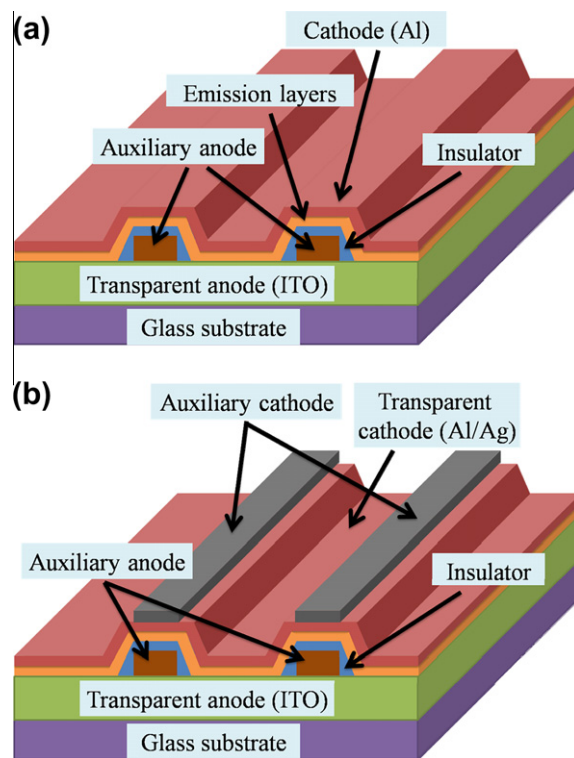 (a)
Cathode (Al)
Emission layers
Auxiliary anode
Insulator
Transparent anode (ITO)
Glass substrate
(b)
Auxiliary cathode
Transparent
cathode (Al/Ag)
Auxiliary anode
Insulator
Transparent anode (ITO)
Glass substrate